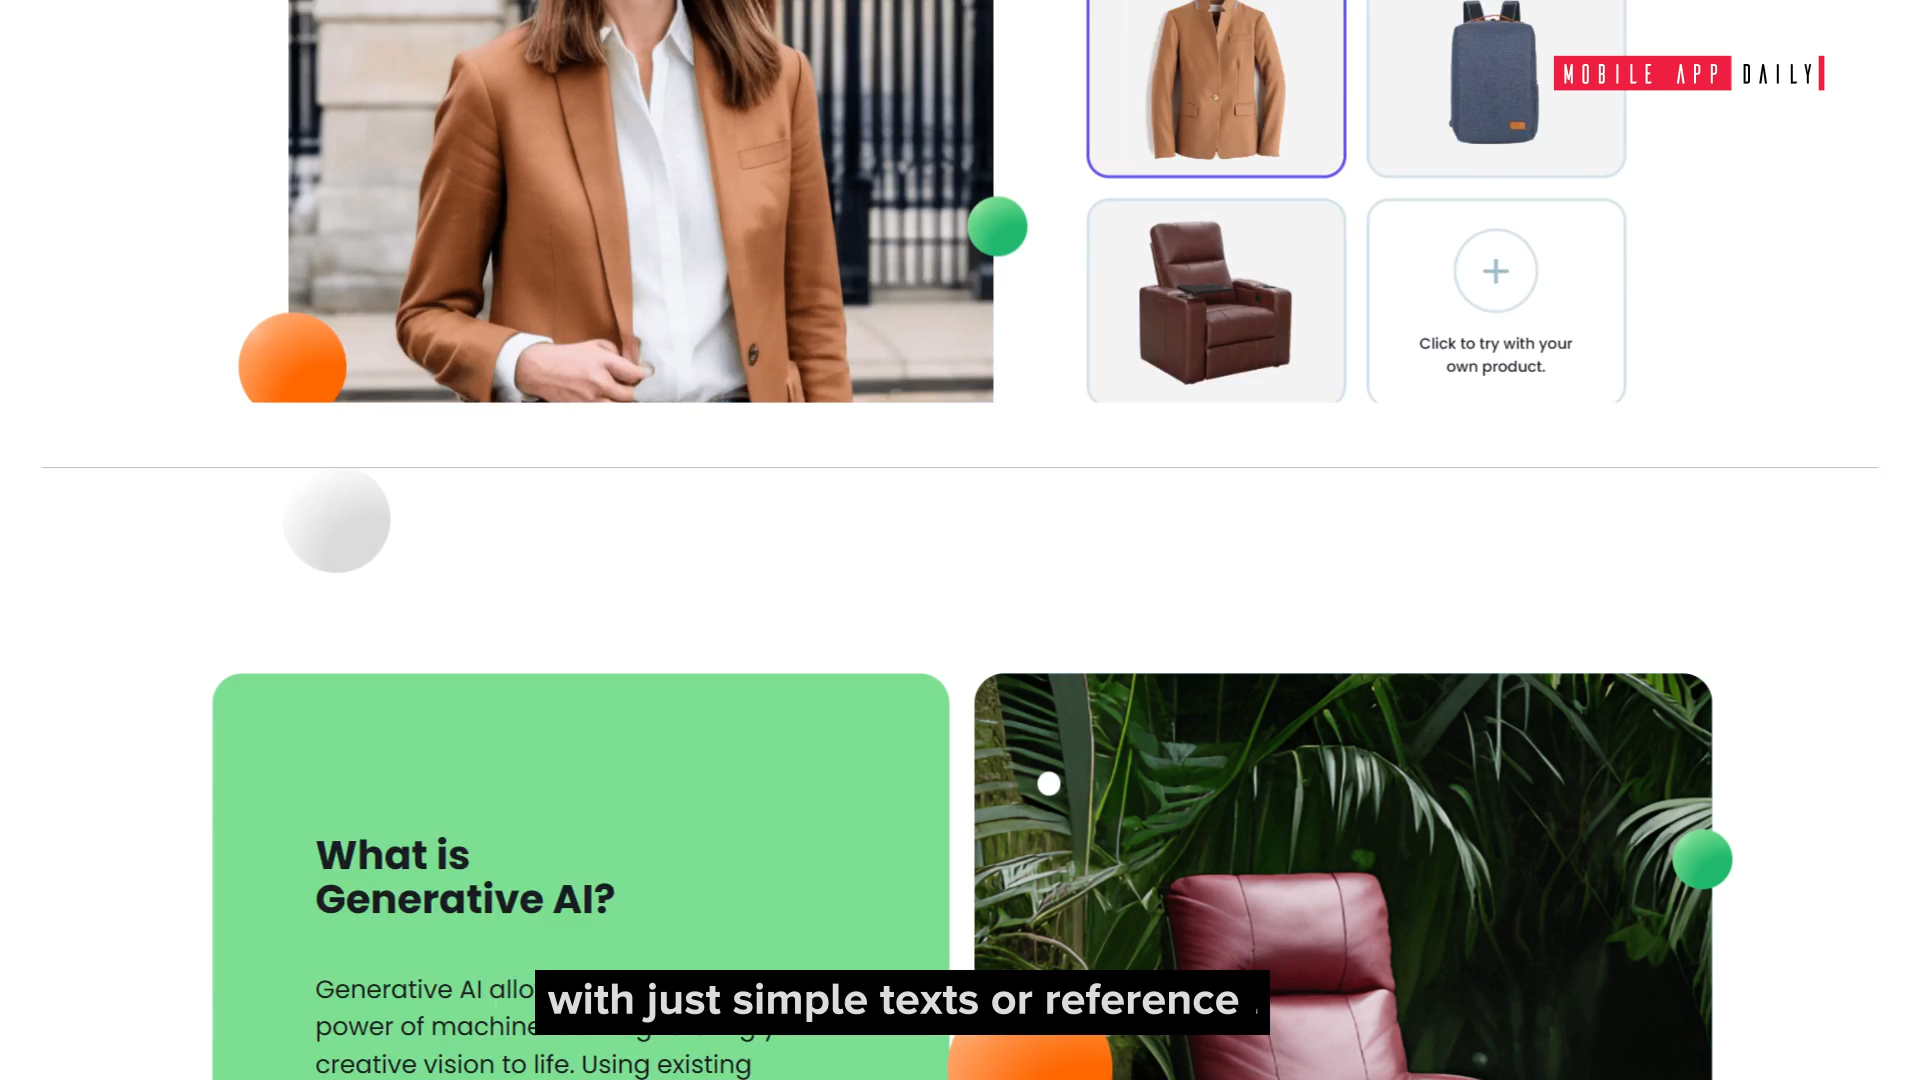 MOBILE APP DAILY
Click to try with your
own product.
What is
Generative AI?
Generative AI allo
power of machine
creative vision to life. Using existing
with just simple texts or reference